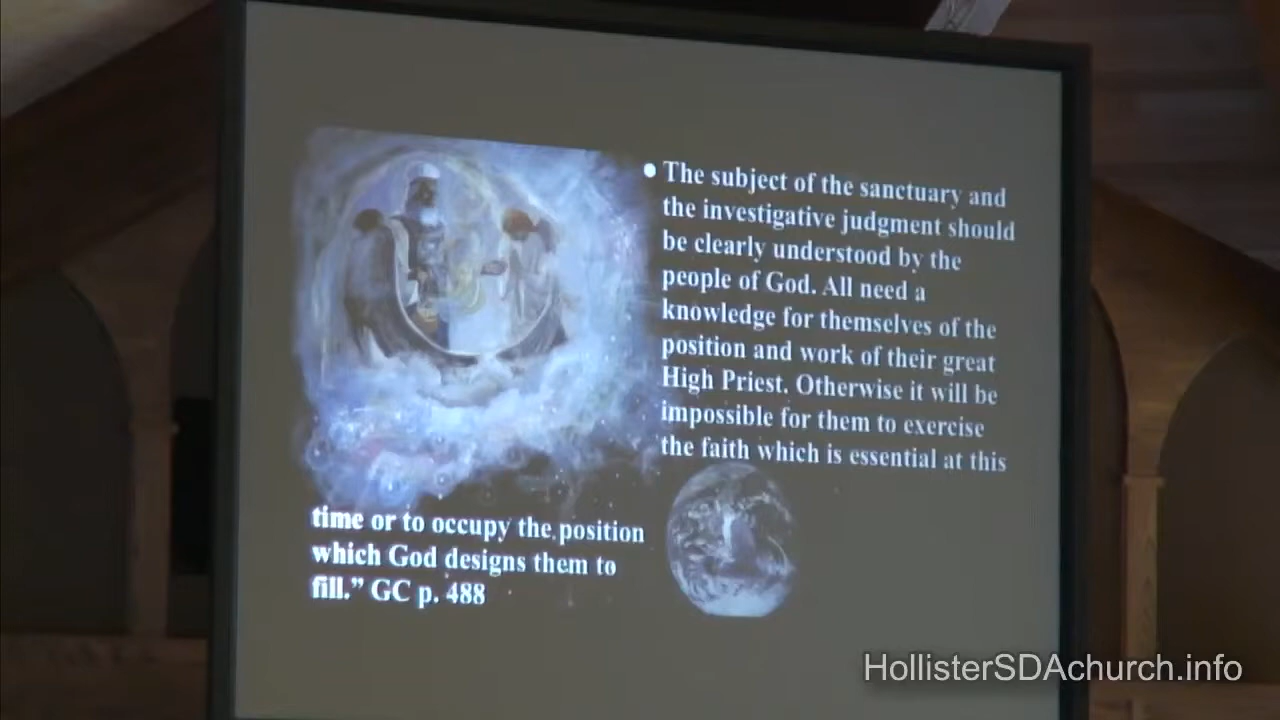 • The subject of the sanctuary and
the investigative judgment should
be clearly understood by the
people of God. All need a
knowledge for themselves of the
position and work of their great
High Priest. Otherwise it will be
impossible for them to exercise
the faith which is essential at this
time or to occupy the position
which God designs them to
fill.” GC p. 488
HollisterSDAchurch.info